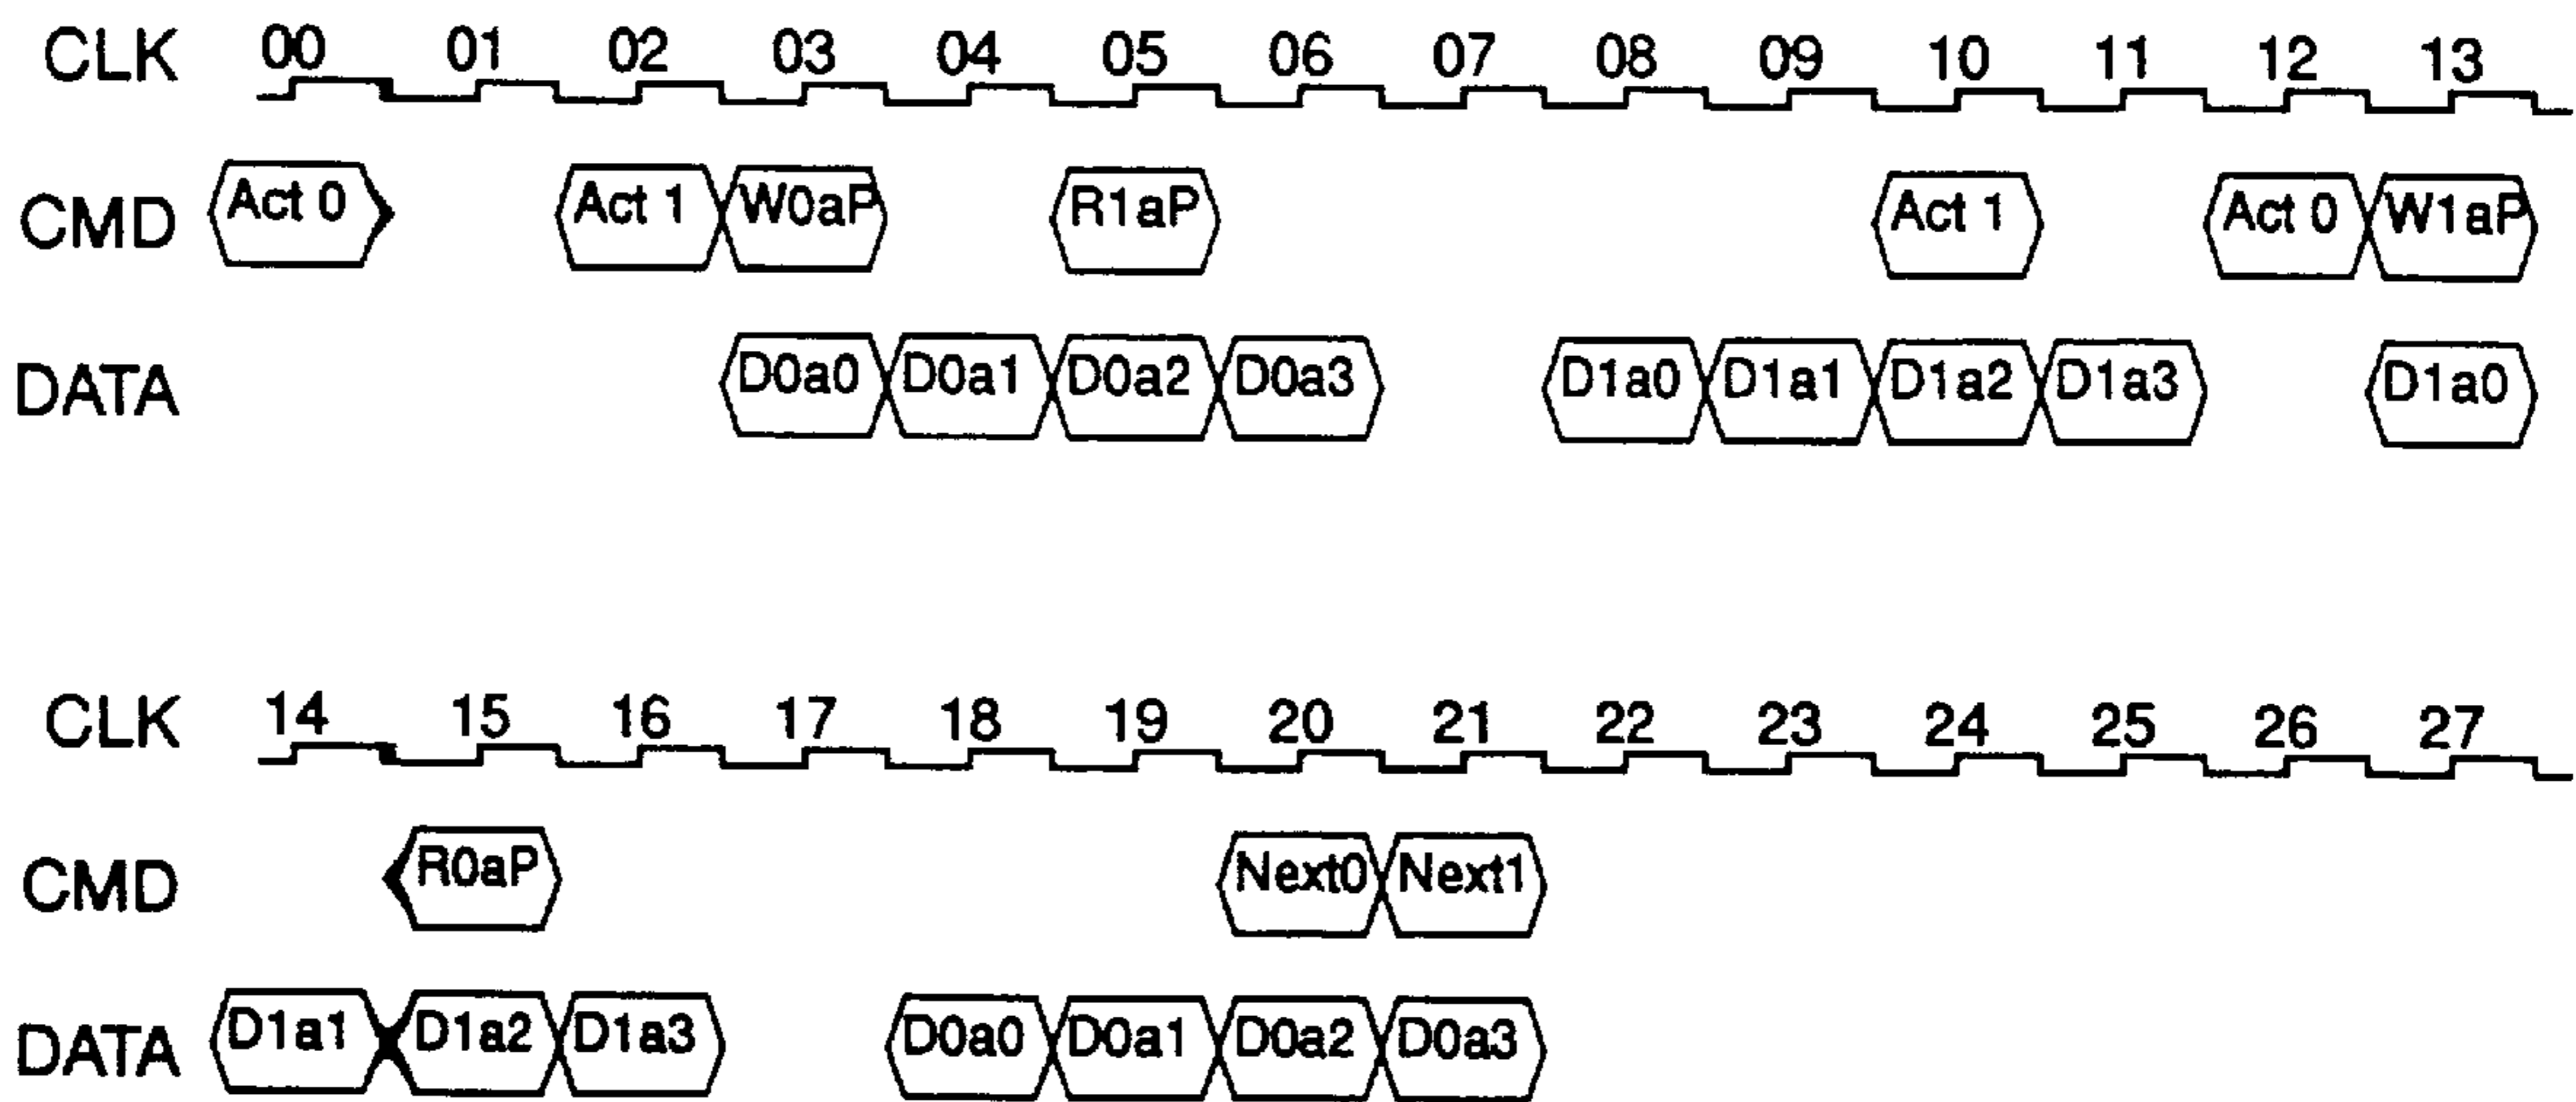 CLK 00 01 02 03 04 05 06 07 08 09 10 11 12 13
CMD Act 0 Act 1 W0aP R1aP Act 1 Act 0 W1aP
DATA D0a0 D0a1 D0a2 D0a3 D1a0 D1a1 D1a2 D1a3 D1a0
CLK 14 15 16 17 18 19 20 21 22 23 24 25 26 27
CMD R0aP Next0 Next1
DATA D1a1 D1a2 D1a3 D0a0 D0a1 D0a2 D0a3